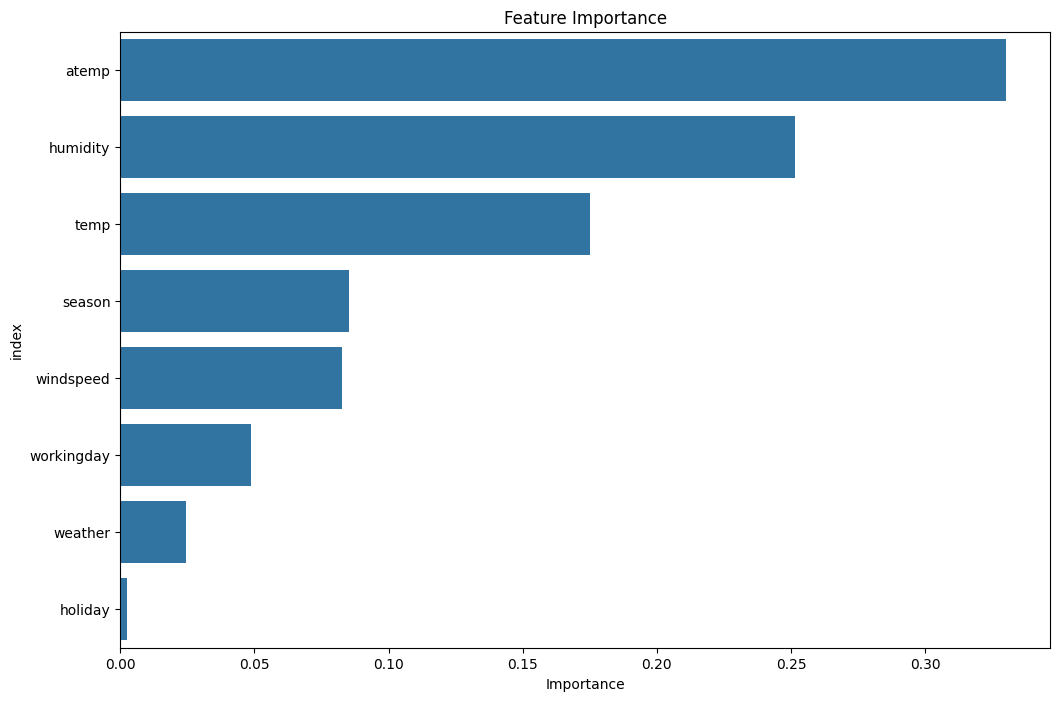 Feature Importance
atemp
humidity
temp
season
windspeed
workingday
weather
holiday
index
0.00 0.05 0.10 0.15 0.20 0.25 0.30
Importance